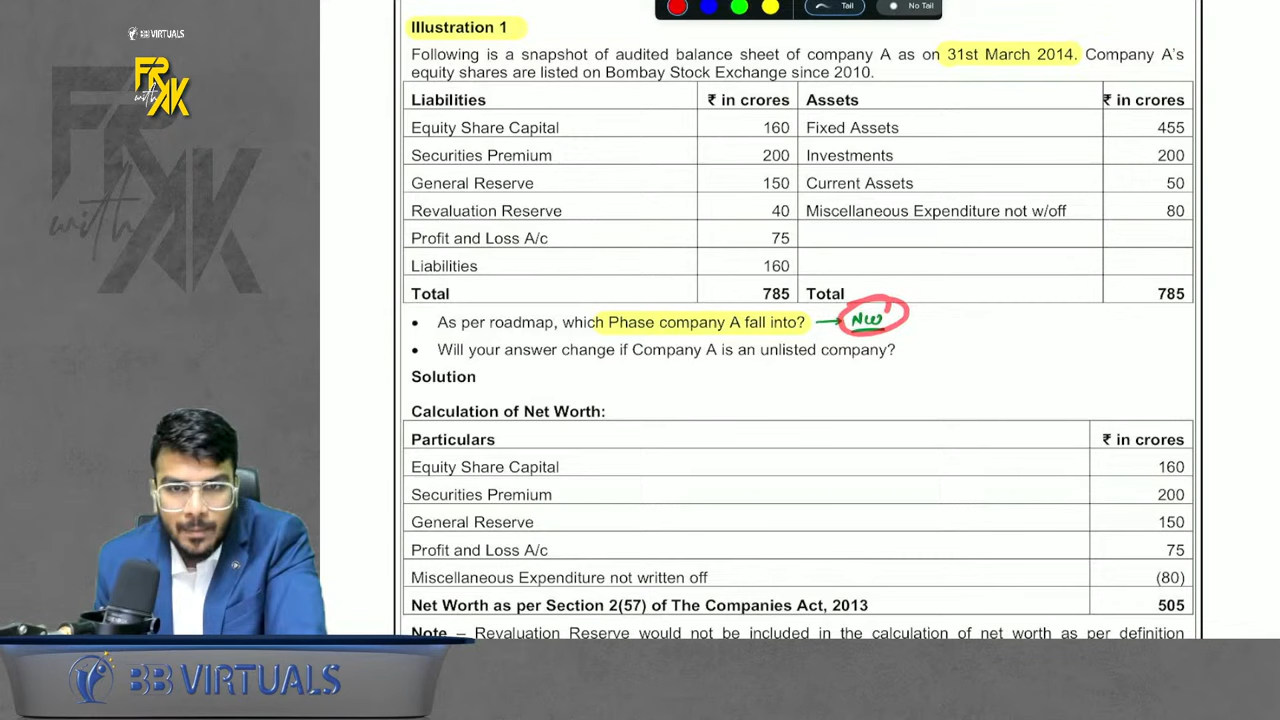 Tail
No Tail
BB VIRTUALS
FR
with
AK
FR
with
AK
Illustration 1
Following is a snapshot of audited balance sheet of company A as on 31st March 2014. Company A's
equity shares are listed on Bombay Stock Exchange since 2010.
Liabilities ₹ in crores Assets ₹ in crores
Equity Share Capital 160 Fixed Assets 455
Securities Premium 200 Investments 200
General Reserve 150 Current Assets 50
Revaluation Reserve 40 Miscellaneous Expenditure not w/off 80
Profit and Loss A/c 75
Liabilities 160
Total 785 Total 785
• As per roadmap, which Phase company A fall into? → NW
• Will your answer change if Company A is an unlisted company?
Solution
Calculation of Net Worth:
Particulars ₹ in crores
Equity Share Capital 160
Securities Premium 200
General Reserve 150
Profit and Loss A/c 75
Miscellaneous Expenditure not written off (80)
Net Worth as per Section 2(57) of The Companies Act, 2013 505
Note – Revaluation Reserve would not be included in the calculation of net worth as per definition
BB VIRTUALS